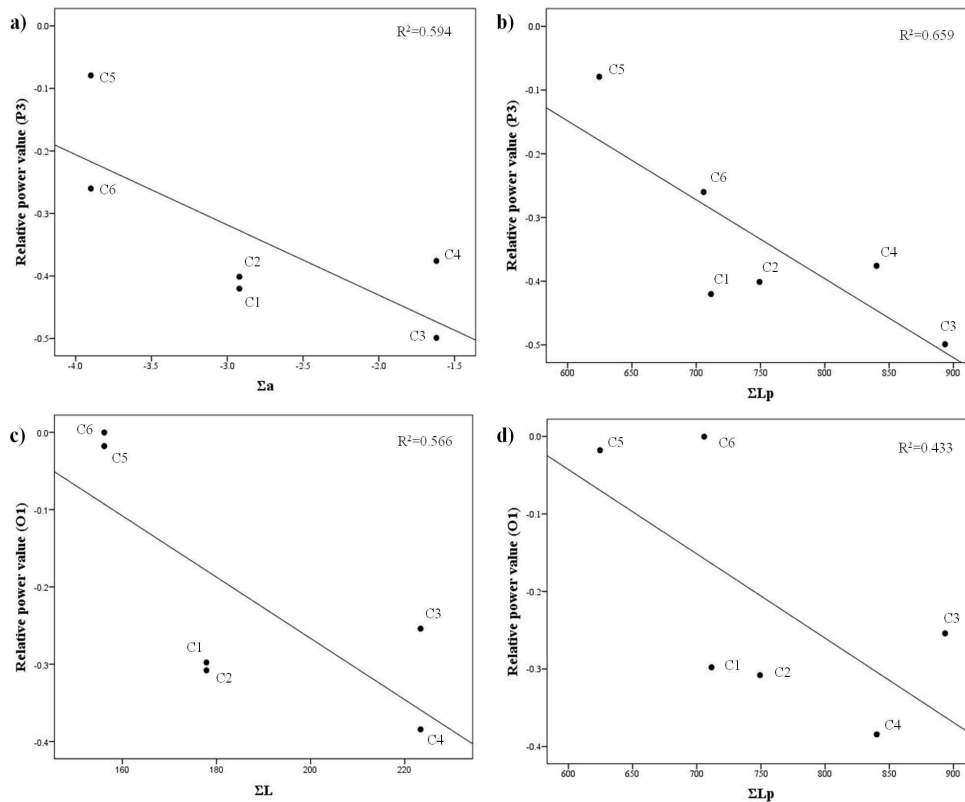 a)
R²=0.594
Relative power value (P3)
0.0
-0.1
-0.2
-0.3
-0.4
-0.5
C5
C6
C2
C1
C4
C3
-4.0 -3.5 -3.0 -2.5 -2.0 -1.5
Σa
b)
R²=0.659
Relative power value (P3)
0.0
-0.1
-0.2
-0.3
-0.4
-0.5
C5
C6
C4
C1 C2
C3
600 650 700 750 800 850 900
ΣLp
c)
R²=0.566
Relative power value (O1)
0.0
-0.1
-0.2
-0.3
-0.4
C6
C5
C3
C1
C2
C4
160 180 200 220
ΣL
d)
R²=0.433
Relative power value (O1)
0.0
-0.1
-0.2
-0.3
-0.4
C5 C6
C3
C1 C2
C4
600 650 700 750 800 850 900
ΣLp